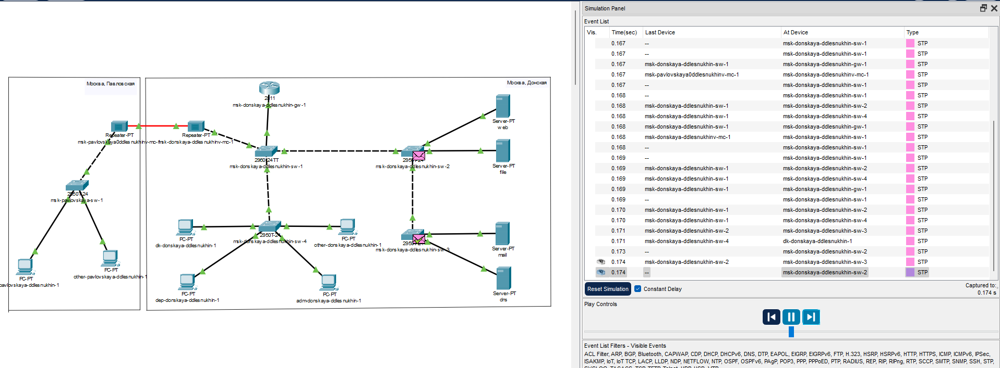 Москва, Павловская
Москва, Донская
2811
msk-donskaya-ddlesnukhin-gw-1
Server-PT
web
Repeater-PT
msk-pavlovskaya0ddlesnukhinv-mc-1
Repeater-PT
msk-donskaya-ddlesnukhinv-mc-1
2960-24TT
msk-donskaya-ddlesnukhin-sw-1
msk-donskaya-ddlesnukhin-sw-2
Server-PT
file
2950T-24
msk-pavlovskaya-sw-1
2950T-24
msk-donskaya-ddlesnukhin-sw-4
PC-PT
dk-donskaya-ddlesnukhin-1
PC-PT
other-donskaya-ddlesnukhin-1
msk-donskaya-ddlesnukhin-sw-3
Server-PT
mail
PC-PT
pavlovskaya-ddlesnukhin-1
PC-PT
other-pavlovskaya-ddlesnukhin-1
PC-PT
dep-donskaya-ddlesnukhin-1
PC-PT
adm-donskaya-ddlesnukhin-1
Server-PT
dns
Simulation Panel
Event List
Vis. Time(sec) Last Device At Device Type
0.167 -- msk-donskaya-ddlesnukhin-sw-1 STP
0.167 -- msk-donskaya-ddlesnukhin-sw-1 STP
0.167 msk-donskaya-ddlesnukhin-sw-1 msk-donskaya-ddlesnukhin-gw-1 STP
0.167 msk-pavlovskaya0ddlesnukhinv-mc-1 msk-donskaya-ddlesnukhinv-mc-1 STP
0.167 -- msk-donskaya-ddlesnukhin-sw-1 STP
0.168 -- msk-donskaya-ddlesnukhin-sw-1 STP
0.168 msk-donskaya-ddlesnukhin-sw-1 msk-donskaya-ddlesnukhin-sw-2 STP
0.168 msk-donskaya-ddlesnukhin-sw-1 msk-donskaya-ddlesnukhin-sw-4 STP
0.168 msk-donskaya-ddlesnukhin-sw-1 msk-donskaya-ddlesnukhin-gw-1 STP
0.168 msk-donskaya-ddlesnukhinv-mc-1 msk-donskaya-ddlesnukhin-sw-1 STP
0.168 -- msk-donskaya-ddlesnukhin-sw-1 STP
0.169 -- msk-donskaya-ddlesnukhin-sw-1 STP
0.169 msk-donskaya-ddlesnukhin-sw-1 msk-donskaya-ddlesnukhin-sw-2 STP
0.169 msk-donskaya-ddlesnukhin-sw-1 msk-donskaya-ddlesnukhin-sw-4 STP
0.169 msk-donskaya-ddlesnukhin-sw-1 msk-donskaya-ddlesnukhin-gw-1 STP
0.169 -- msk-donskaya-ddlesnukhin-sw-1 STP
0.170 msk-donskaya-ddlesnukhin-sw-1 msk-donskaya-ddlesnukhin-sw-2 STP
0.170 msk-donskaya-ddlesnukhin-sw-1 msk-donskaya-ddlesnukhin-sw-4 STP
0.171 msk-donskaya-ddlesnukhin-sw-2 msk-donskaya-ddlesnukhin-sw-3 STP
0.171 msk-donskaya-ddlesnukhin-sw-4 dk-donskaya-ddlesnukhin-1 STP
0.173 -- msk-donskaya-ddlesnukhin-sw-2 STP
0.174 msk-donskaya-ddlesnukhin-sw-2 msk-donskaya-ddlesnukhin-sw-3 STP
0.174 -- msk-donskaya-ddlesnukhin-sw-2 STP
Reset Simulation Constant Delay
Captured to:
0.174 s
Play Controls
Event List Filters - Visible Events
ACL Filter, ARP, BGP, Bluetooth, CAPWAP, CDP, DHCP, DHCPv6, DNS, DTP, EAPOL, EIGRP, EIGRPv6, FTP, H.323, HSRP, HSRPv6, HTTP, HTTPS, ICMP, ICMPv6, IPSec,
ISAKMP, IoT, IoT TCP, LACP, LLDP, NDP, NETFLOW, NTP, OSPF, OSPFv6, PAgP, POP3, PPP, PPPoED, PTP, RADIUS, REP, RIP, RIPng, RTP, SCCP, SMTP, SNMP, SSH, STP,